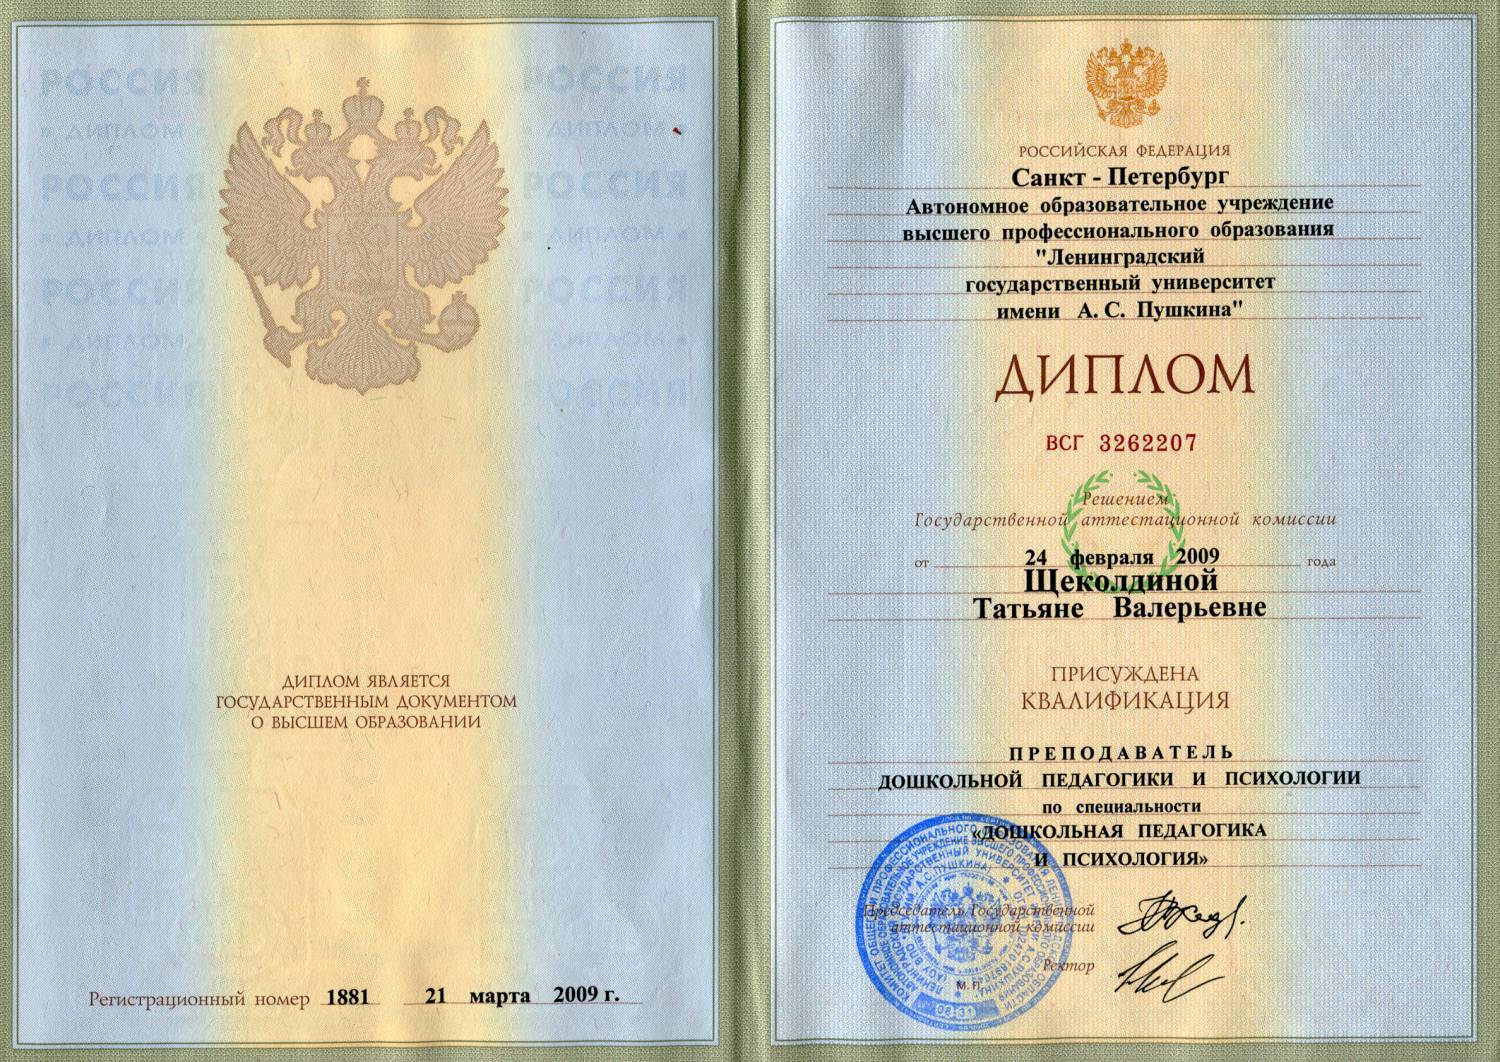 РОССИЯ РОССИЯ
« ДИПЛОМ « « ДИПЛОМ «
РОССИЯ РОССИЯ
« ДИПЛОМ « « ДИПЛОМ «
РОССИЯ РОССИЯ
« ДИПЛОМ « « ДИПЛОМ «
РОССИЯ РОССИЯ
ДИПЛОМ ЯВЛЯЕТСЯ
ГОСУДАРСТВЕННЫМ ДОКУМЕНТОМ
О ВЫСШЕМ ОБРАЗОВАНИИ
Регистрационный номер 1881 21 марта 2009 г.
РОССИЙСКАЯ ФЕДЕРАЦИЯ
Санкт - Петербург
Автономное образовательное учреждение
высшего профессионального образования
"Ленинградский
государственный университет
имени А. С. Пушкина"
ДИПЛОМ
ВСГ 3262207
Решением
Государственной аттестационной комиссии
от 24 февраля 2009 года
Щеколдиной
Татьяне Валерьевне
ПРИСУЖДЕНА
КВАЛИФИКАЦИЯ
ПРЕПОДАВАТЕЛЬ
ДОШКОЛЬНОЙ ПЕДАГОГИКИ И ПСИХОЛОГИИ
по специальности
«ДОШКОЛЬНАЯ ПЕДАГОГИКА
И ПСИХОЛОГИЯ»
Председатель Государственной
аттестационной комиссии
Ректор
М. П.